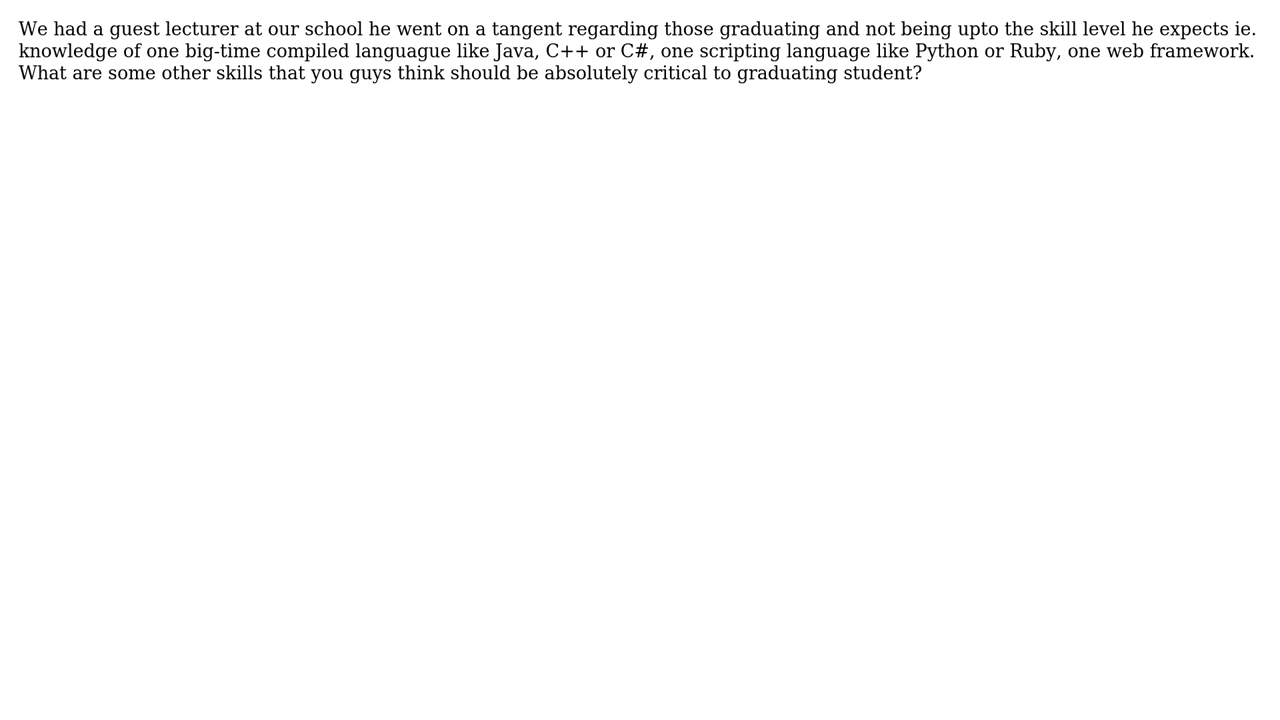 We had a guest lecturer at our school he went on a tangent regarding those graduating and not being upto the skill level he expects ie.
knowledge of one big-time compiled languague like Java, C++ or C#, one scripting language like Python or Ruby, one web framework.
What are some other skills that you guys think should be absolutely critical to graduating student?